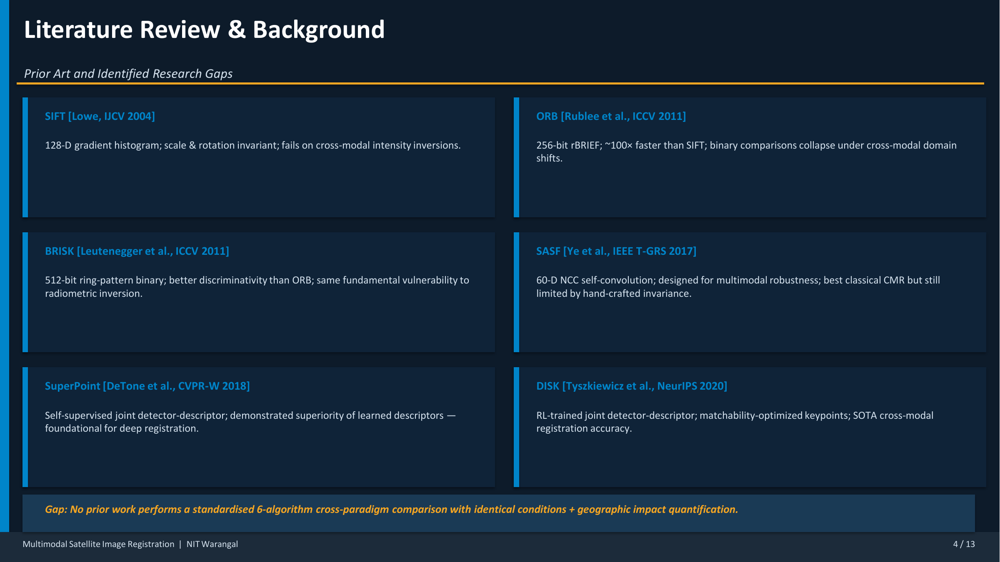 Literature Review & Background
Prior Art and Identified Research Gaps
SIFT [Lowe, IJCV 2004]
128-D gradient histogram; scale & rotation invariant; fails on cross-modal intensity inversions.
ORB [Rublee et al., ICCV 2011]
256-bit rBRIEF; ~100× faster than SIFT; binary comparisons collapse under cross-modal domain
shifts.
BRISK [Leutenegger et al., ICCV 2011]
512-bit ring-pattern binary; better discriminativity than ORB; same fundamental vulnerability to
radiometric inversion.
SASF [Ye et al., IEEE T-GRS 2017]
60-D NCC self-convolution; designed for multimodal robustness; best classical CMR but still
limited by hand-crafted invariance.
SuperPoint [DeTone et al., CVPR-W 2018]
Self-supervised joint detector-descriptor; demonstrated superiority of learned descriptors —
foundational for deep registration.
DISK [Tyszkiewicz et al., NeurIPS 2020]
RL-trained joint detector-descriptor; matchability-optimized keypoints; SOTA cross-modal
registration accuracy.
Gap: No prior work performs a standardised 6-algorithm cross-paradigm comparison with identical conditions + geographic impact quantification.
Multimodal Satellite Image Registration | NIT Warangal
4 / 13